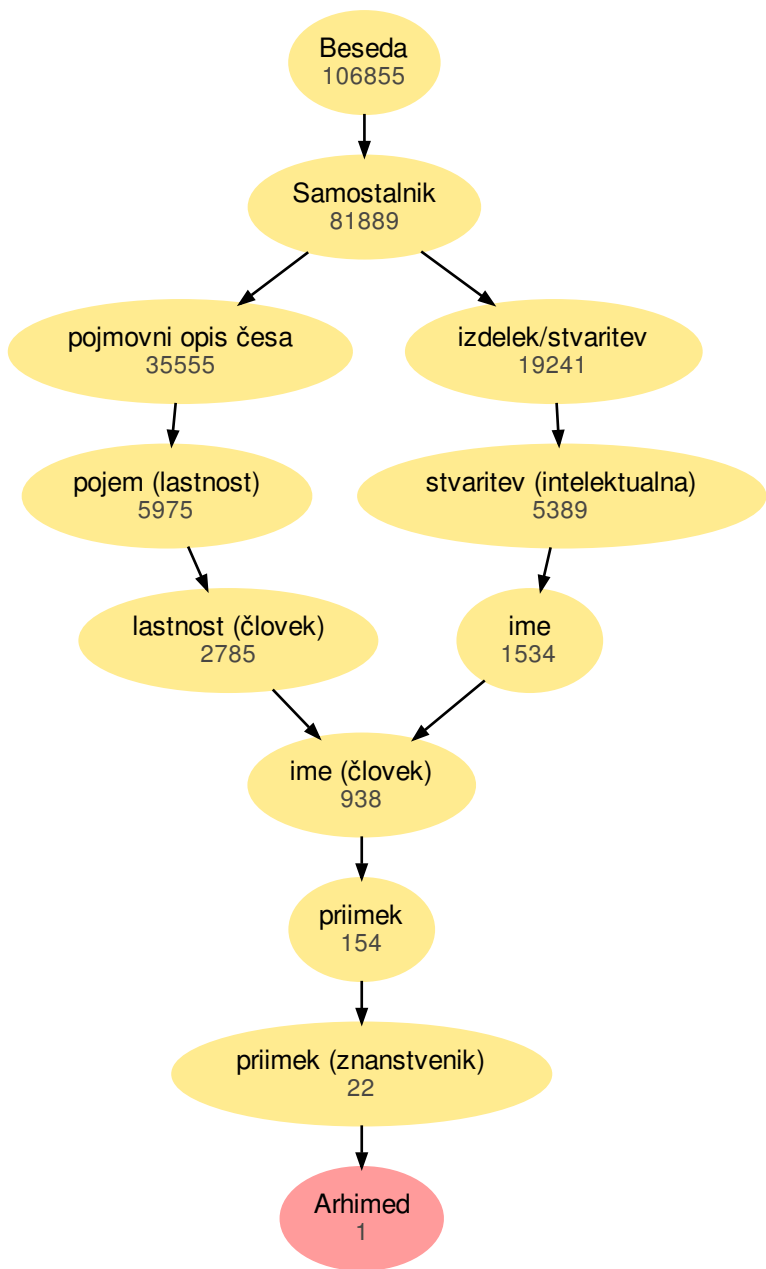 Beseda
106855
Samostalnik
81889
pojmovni opis česa
35555
izdelek/stvaritev
19241
pojem (lastnost)
5975
stvaritev (intelektualna)
5389
lastnost (človek)
2785
ime
1534
ime (človek)
938
priimek
154
priimek (znanstvenik)
22
Arhimed
1